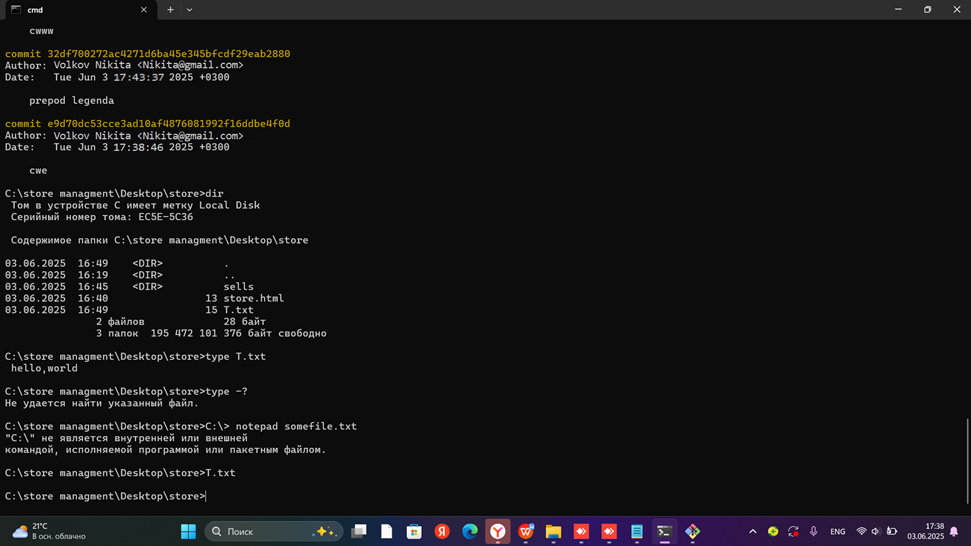 cmd
cwww
commit 32df700272ac4271d6ba45e345bfcdf29eab2880
Author: Volkov Nikita <Nikita@gmail.com>
Date:   Tue Jun 3 17:43:37 2025 +0300
prepod legenda
commit e9d70dc53cce3ad10af4876081992f16ddbe4f0d
Author: Volkov Nikita <Nikita@gmail.com>
Date:   Tue Jun 3 17:38:46 2025 +0300
cwe
C:\store managment\Desktop\store>dir
Том в устройстве C имеет метку Local Disk
Серийный номер тома: EC5E-5C36
Содержимое папки C:\store managment\Desktop\store
03.06.2025  16:49    <DIR>          .
03.06.2025  16:19    <DIR>          ..
03.06.2025  16:45    <DIR>          sells
03.06.2025  16:40                13 store.html
03.06.2025  16:49                15 T.txt
2 файлов             28 байт
3 папок  195 472 101 376 байт свободно
C:\store managment\Desktop\store>type T.txt
hello,world
C:\store managment\Desktop\store>type -?
Не удается найти указанный файл.
C:\store managment\Desktop\store>C:\> notepad somefile.txt
"C:\" не является внутренней или внешней
командой, исполняемой программой или пакетным файлом.
C:\store managment\Desktop\store>T.txt
C:\store managment\Desktop\store>
21°C
В осн. облачно
Поиск
ENG
17:38
03.06.2025